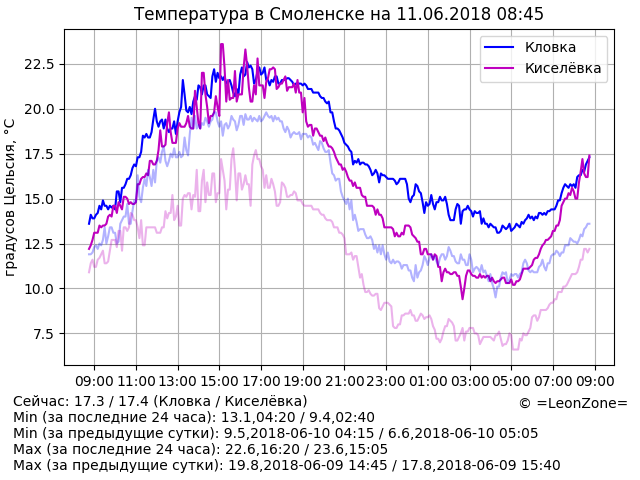 Температура в Смоленске на 11.06.2018 08:45
Кловка
Киселёвка
градусов Цельсия, °C
22.5
20.0
17.5
15.0
12.5
10.0
7.5
09:00 11:00 13:00 15:00 17:00 19:00 21:00 23:00 01:00 03:00 05:00 07:00 09:00
Сейчас: 17.3 / 17.4 (Кловка / Киселёвка)
© =LeonZone=
Min (за последние 24 часа): 13.1,04:20 / 9.4,02:40
Min (за предыдущие сутки): 9.5,2018-06-10 04:15 / 6.6,2018-06-10 05:05
Max (за последние 24 часа): 22.6,16:20 / 23.6,15:05
Max (за предыдущие сутки): 19.8,2018-06-09 14:45 / 17.8,2018-06-09 15:40